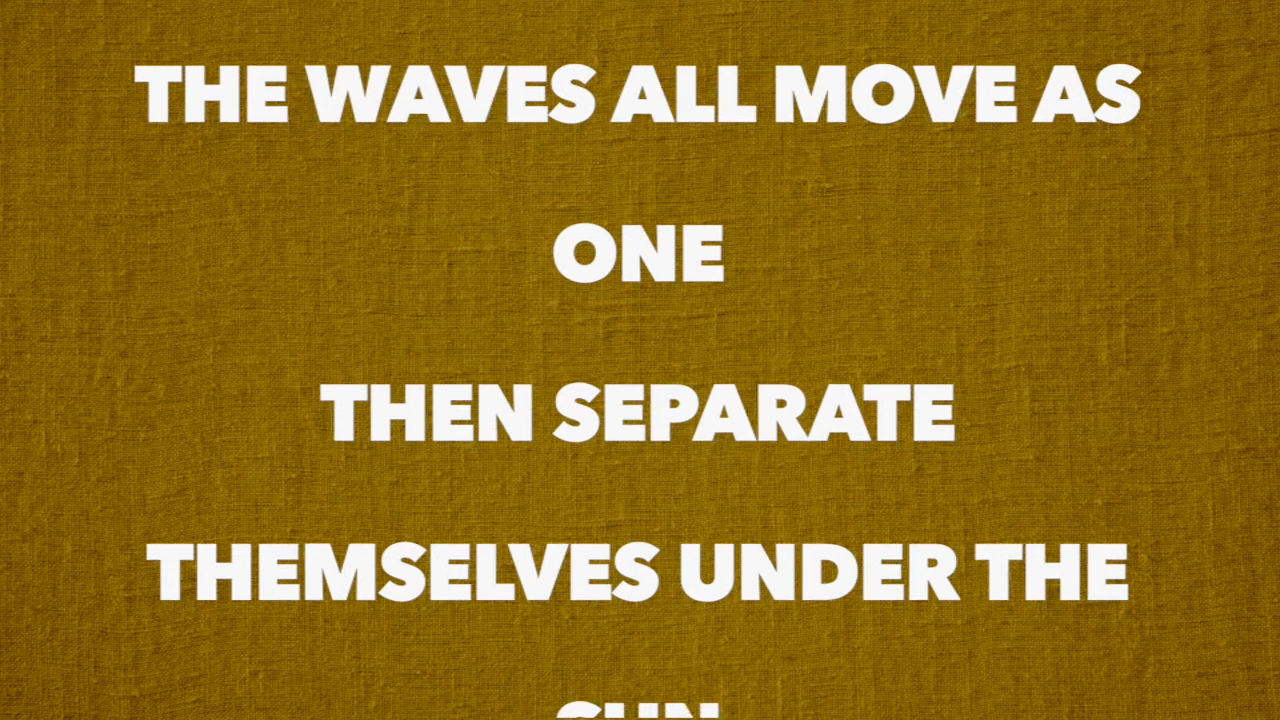 THE WAVES ALL MOVE AS
ONE
THEN SEPARATE
THEMSELVES UNDER THE